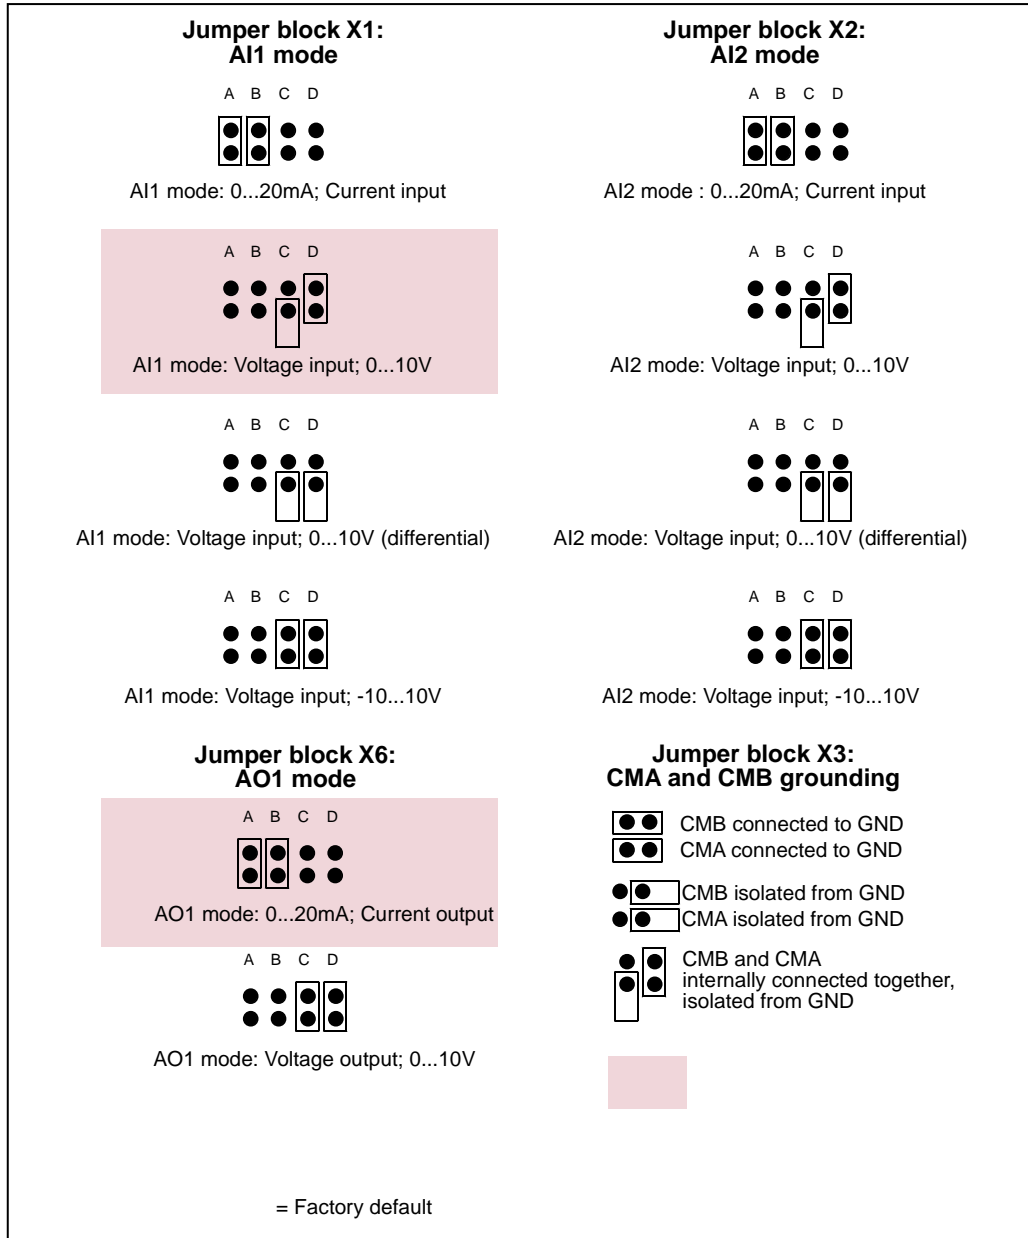 Jumper block X1:
AI1 mode
A B C D
AI1 mode: 0...20mA; Current input
A B C D
AI1 mode: Voltage input; 0...10V
A B C D
AI1 mode: Voltage input; 0...10V (differential)
A B C D
AI1 mode: Voltage input; -10...10V
Jumper block X2:
AI2 mode
A B C D
AI2 mode : 0...20mA; Current input
A B C D
AI2 mode: Voltage input; 0...10V
A B C D
AI2 mode: Voltage input; 0...10V (differential)
A B C D
AI2 mode: Voltage input; -10...10V
Jumper block X6:
AO1 mode
A B C D
AO1 mode: 0...20mA; Current output
A B C D
AO1 mode: Voltage output; 0...10V
Jumper block X3:
CMA and CMB grounding
CMB connected to GND
CMA connected to GND
CMB isolated from GND
CMA isolated from GND
CMB and CMA
internally connected together,
isolated from GND
= Factory default